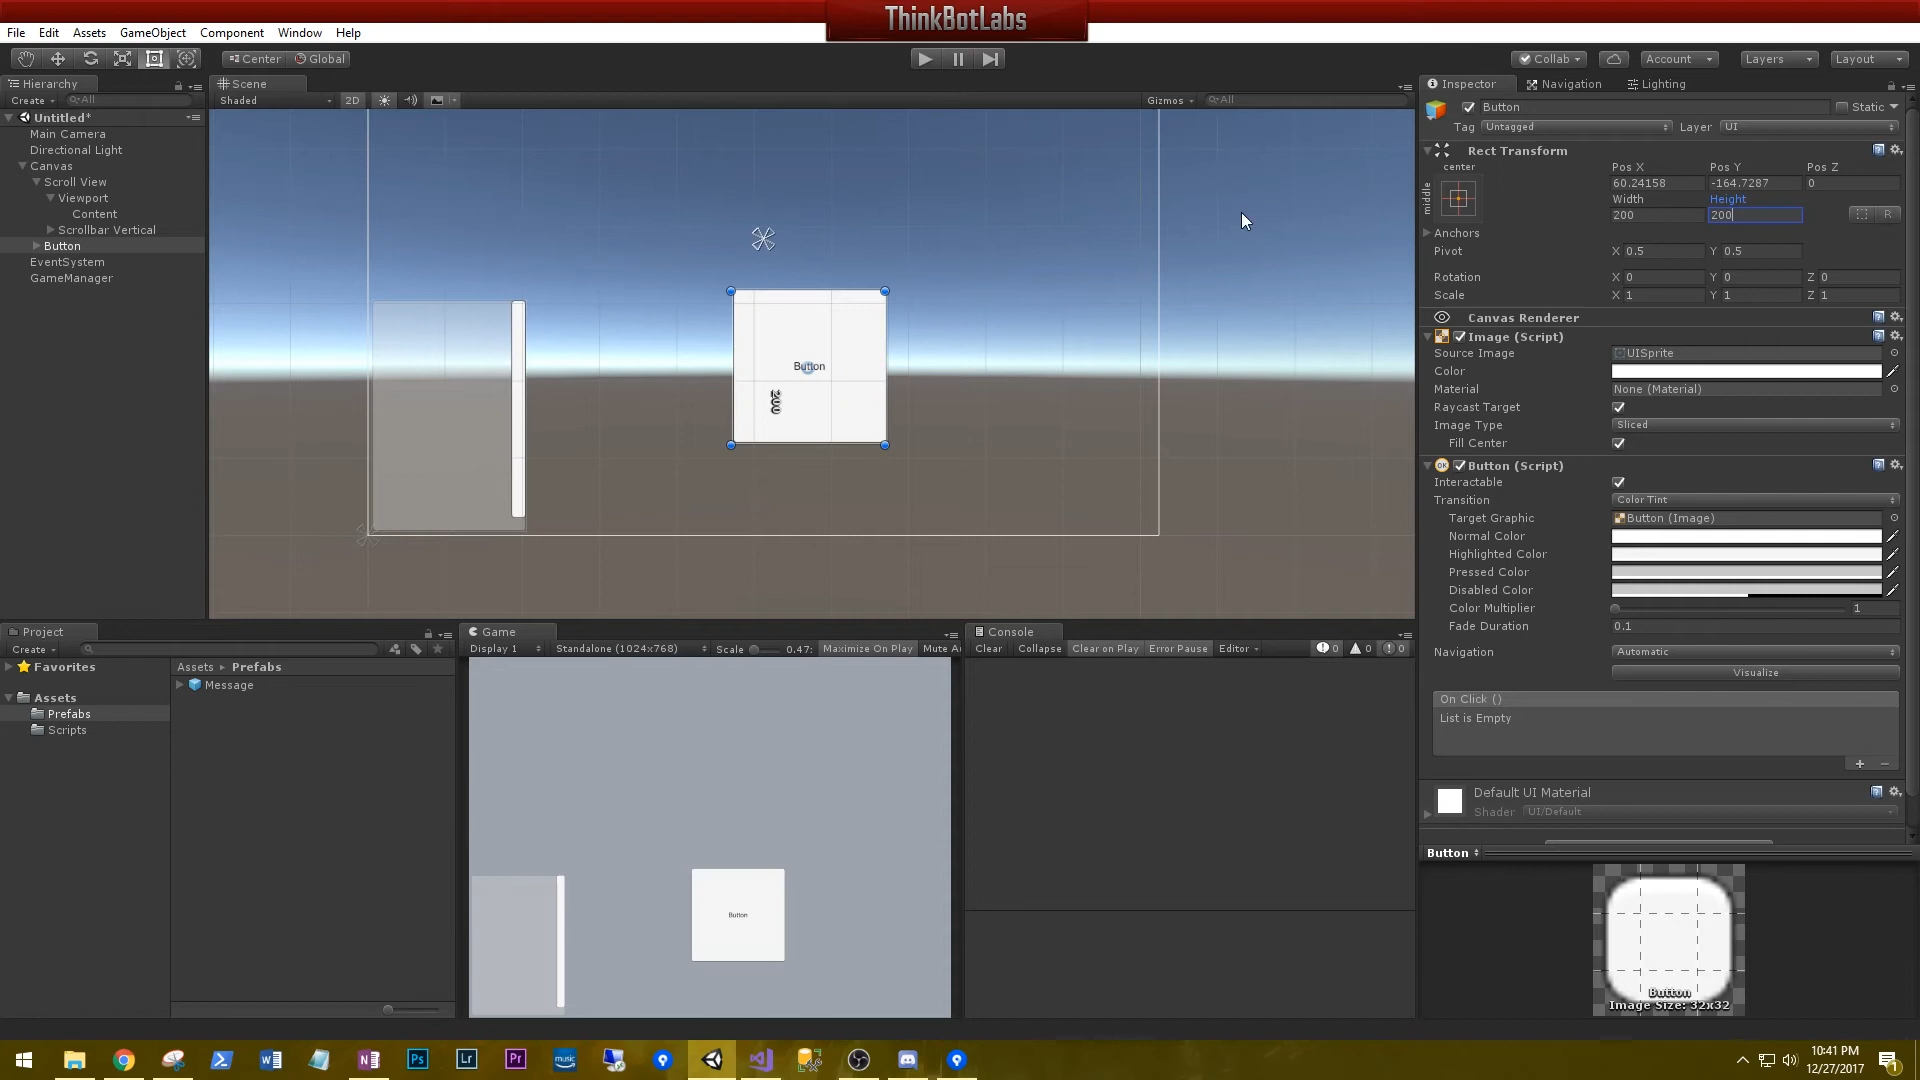 ThinkBotLabs
File Edit Assets GameObject Component Window Help
Center Global
Collab Account Layers Layout
Hierarchy
Create All
Untitled*
Main Camera
Directional Light
Canvas
Scroll View
Viewport
Content
Scrollbar Vertical
Button
EventSystem
GameManager
Scene
Shaded 2D Gizmos All
Button
200
Inspector Navigation Lighting
Button Static
Tag Untagged Layer UI
Rect Transform
center
middle
Pos X Pos Y Pos Z
60.24158 -164.7287 0
Width Height
200 200
R
Anchors
Pivot X 0.5 Y 0.5
Rotation X 0 Y 0 Z 0
Scale X 1 Y 1 Z 1
Canvas Renderer
Image (Script)
Source Image UISprite
Color
Material None (Material)
Raycast Target
Image Type Sliced
Fill Center
Button (Script)
Interactable
Transition Color Tint
Target Graphic Button (Image)
Normal Color
Highlighted Color
Pressed Color
Disabled Color
Color Multiplier 1
Fade Duration 0.1
Navigation Automatic
Visualize
On Click ()
List is Empty
+ −
Default UI Material
Shader UI/Default
Button
Button
Image Size: 32x32
Project
Create
Favorites
Assets
Prefabs
Scripts
Assets Prefabs
Message
Game
Display 1 Standalone (1024x768) Scale 0.47: Maximize On Play Mute A
Button
Console
Clear Collapse Clear on Play Error Pause Editor 0 0 0
Ps Lr Pr music
10:41 PM
12/27/2017
1